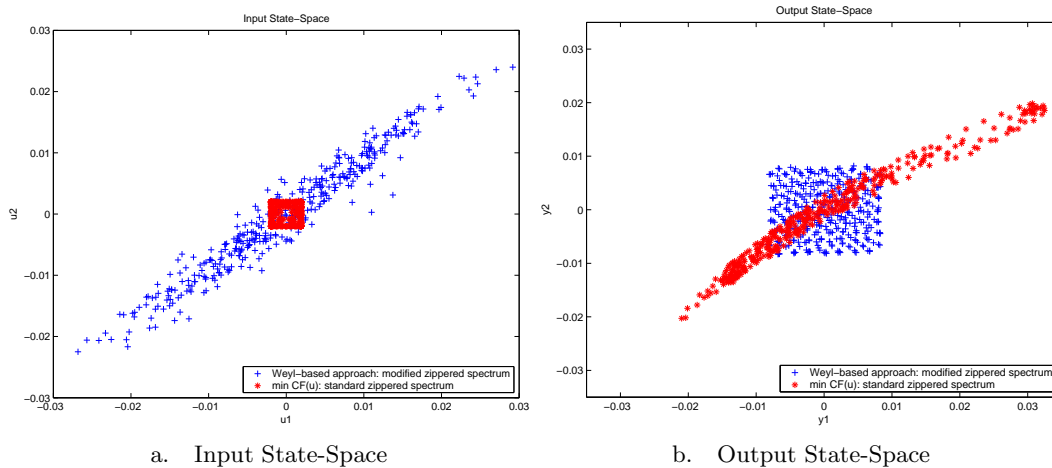 Input State−Space
0.03
0.02
0.01
0
−0.01
−0.02
−0.03
u2
−0.03
−0.02
−0.01
0
0.01
0.02
0.03
u1
Weyl−based approach: modified zippered spectrum
min CF(u): standard zippered spectrum
a. Input State-Space
Output State−Space
0.03
0.02
0.01
0
−0.01
−0.02
−0.03
y2
−0.03
−0.02
−0.01
0
0.01
0.02
0.03
y1
Weyl−based approach: modified zippered spectrum
min CF(u): standard zippered spectrum
b. Output State-Space